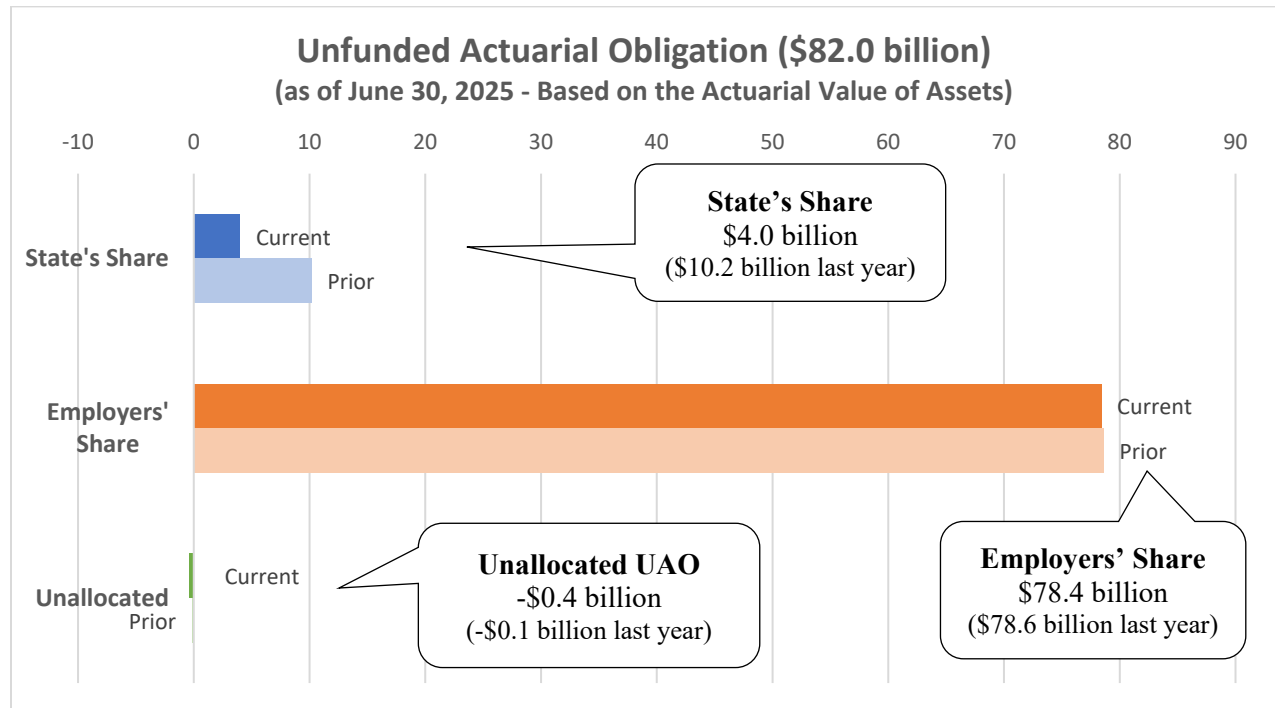 Unfunded Actuarial Obligation ($82.0 billion)
(as of June 30, 2025 - Based on the Actuarial Value of Assets)
-10 0 10 20 30 40 50 60 70 80 90
State's Share
Current
Prior
State’s Share
$4.0 billion
($10.2 billion last year)
Employers'
Share
Current
Prior
Employers’ Share
$78.4 billion
($78.6 billion last year)
Unallocated
Current
Prior
Unallocated UAO
-$0.4 billion
(-$0.1 billion last year)